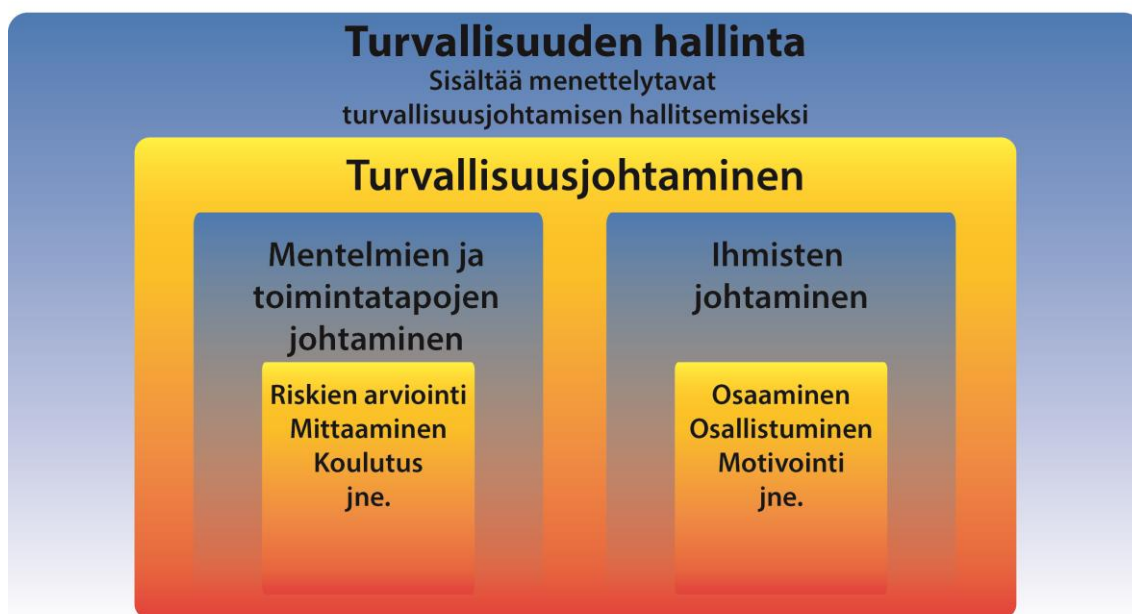 Turvallisuuden hallinta
Sisältää menettelytavat
turvallisuusjohtamisen hallitsemiseksi
Turvallisuusjohtaminen
Mentelmien ja
toimintatapojen
johtaminen
Riskien arviointi
Mittaaminen
Koulutus
jne.
Ihmisten
johtaminen
Osaaminen
Osallistuminen
Motivointi
jne.